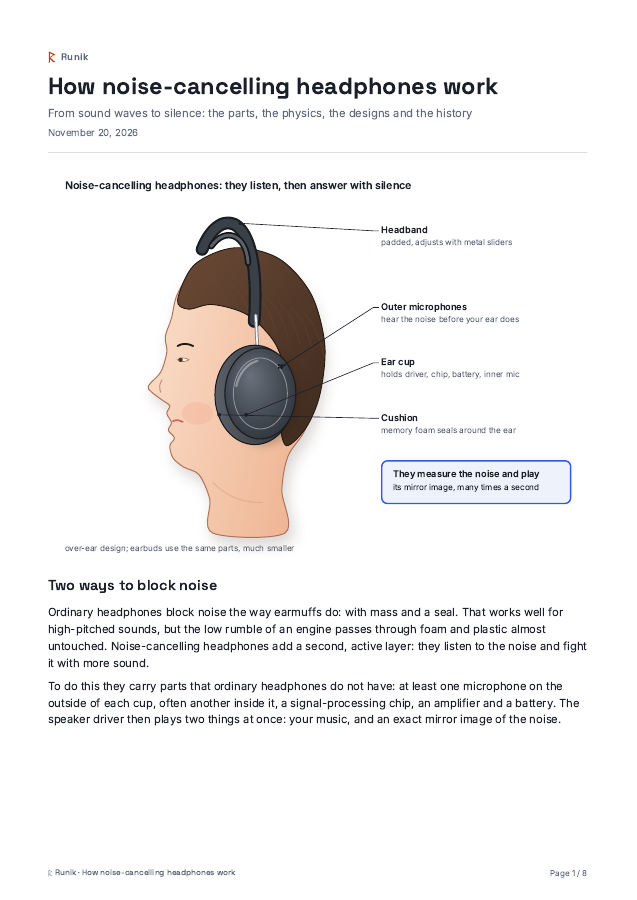 Runik
How noise-cancelling headphones work
From sound waves to silence: the parts, the physics, the designs and the history
November 20, 2026
Noise-cancelling headphones: they listen, then answer with silence
Headband
padded, adjusts with metal sliders
Outer microphones
hear the noise before your ear does
Ear cup
holds driver, chip, battery, inner mic
Cushion
memory foam seals around the ear
They measure the noise and play
its mirror image, many times a second
over-ear design; earbuds use the same parts, much smaller
Two ways to block noise
Ordinary headphones block noise the way earmuffs do: with mass and a seal. That works well for
high-pitched sounds, but the low rumble of an engine passes through foam and plastic almost
untouched. Noise-cancelling headphones add a second, active layer: they listen to the noise and fight
it with more sound.
To do this they carry parts that ordinary headphones do not have: at least one microphone on the
outside of each cup, often another inside it, a signal-processing chip, an amplifier and a battery. The
speaker driver then plays two things at once: your music, and an exact mirror image of the noise.
Runik · How noise-cancelling headphones work
Page 1 / 8